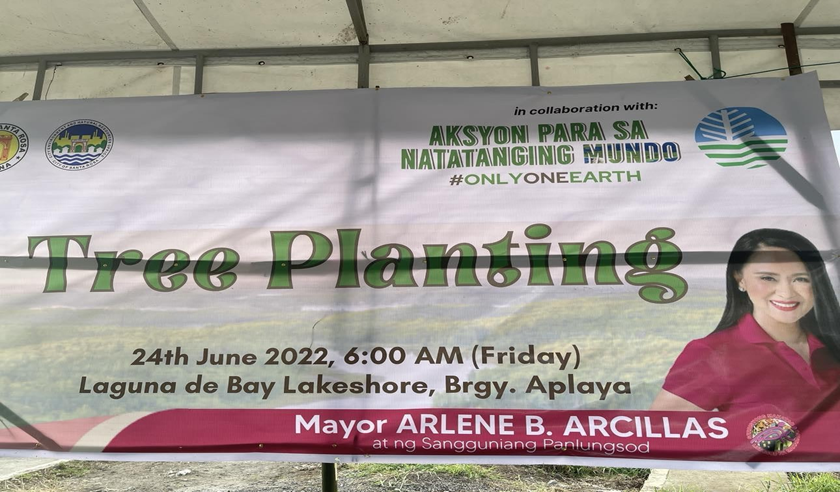 in collaboration with:
AKSYON PARA SA
NATATANGING MUNDO
#ONLYONEEARTH
Tree Planting
24th June 2022, 6:00 AM (Friday)
Laguna de Bay Lakeshore, Brgy. Aplaya
Mayor ARLENE B. ARCILLAS
at ng Sangguniang Panlungsod